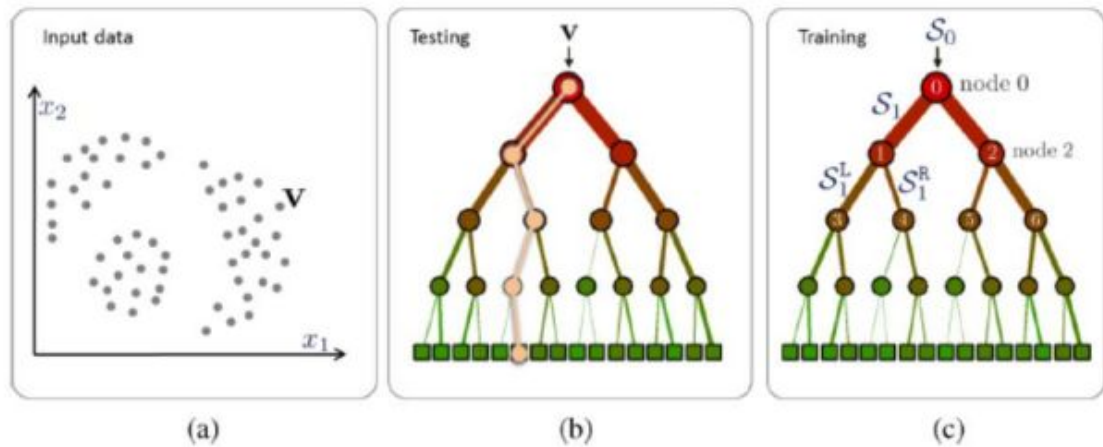 Input data
x₂
v
x₁
(a)
Testing
v
(b)
Training
𝒮₀
0 node 0
𝒮₁
1 2 node 2
𝒮₁ᴸ 𝒮₁ᴿ
3 4 5 6
(c)